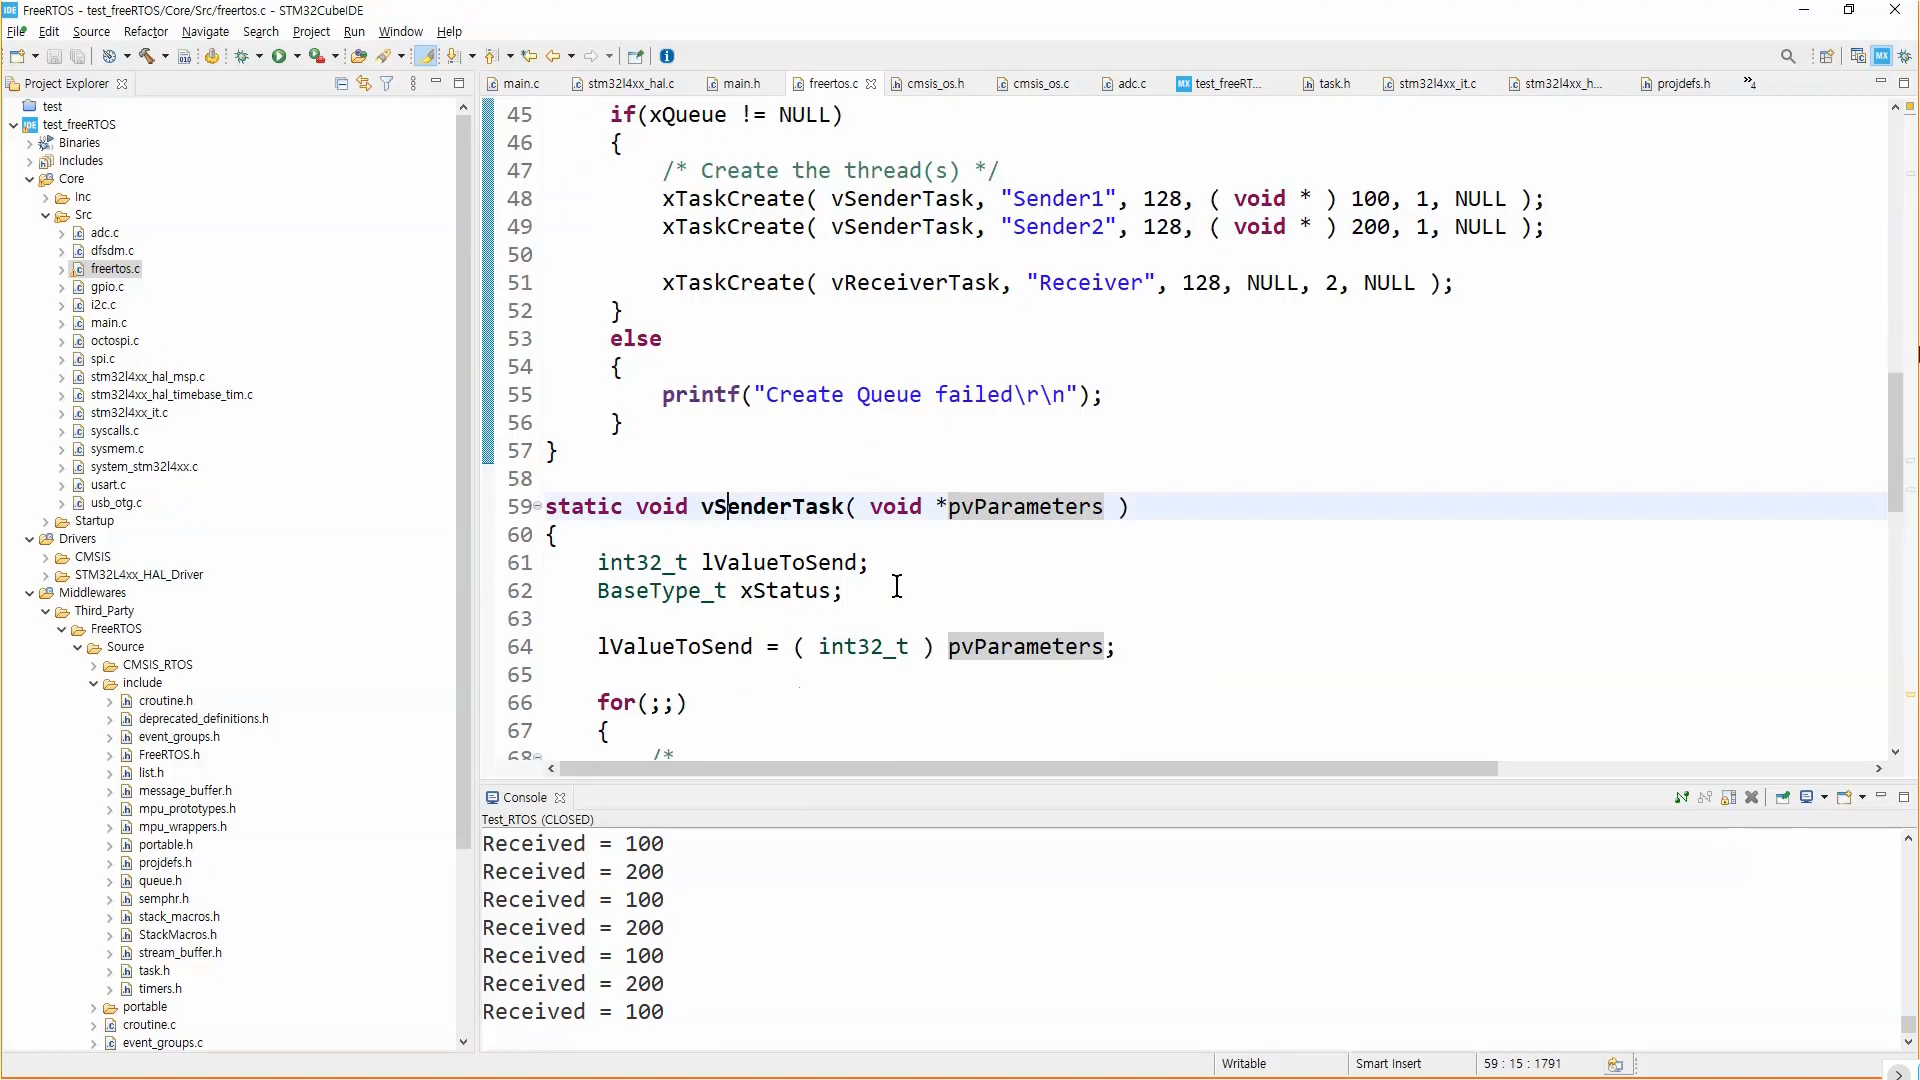 FreeRTOS - test_freeRTOS/Core/Src/freertos.c - STM32CubeIDE
File Edit Source Refactor Navigate Search Project Run Window Help
Project Explorer
main.c stm32l4xx_hal.c main.h freertos.c cmsis_os.h cmsis_os.c adc.c test_freeRT... task.h stm32l4xx_it.c stm32l4xx_h... projdefs.h 4
test
test_freeRTOS
Binaries
Includes
Core
Inc
Src
adc.c
dfsdm.c
freertos.c
gpio.c
i2c.c
main.c
octospi.c
spi.c
stm32l4xx_hal_msp.c
stm32l4xx_hal_timebase_tim.c
stm32l4xx_it.c
syscalls.c
sysmem.c
system_stm32l4xx.c
usart.c
usb_otg.c
Startup
Drivers
CMSIS
STM32L4xx_HAL_Driver
Middlewares
Third_Party
FreeRTOS
Source
CMSIS_RTOS
include
croutine.h
deprecated_definitions.h
event_groups.h
FreeRTOS.h
list.h
message_buffer.h
mpu_prototypes.h
mpu_wrappers.h
portable.h
projdefs.h
queue.h
semphr.h
stack_macros.h
StackMacros.h
stream_buffer.h
task.h
timers.h
portable
croutine.c
event_groups.c
45 if(xQueue != NULL)
46 {
47 /* Create the thread(s) */
48 xTaskCreate( vSenderTask, "Sender1", 128, ( void * ) 100, 1, NULL );
49 xTaskCreate( vSenderTask, "Sender2", 128, ( void * ) 200, 1, NULL );
50
51 xTaskCreate( vReceiverTask, "Receiver", 128, NULL, 2, NULL );
52 }
53 else
54 {
55 printf("Create Queue failed\r\n");
56 }
57 }
58
59 static void vSenderTask( void *pvParameters )
60 {
61 int32_t lValueToSend;
62 BaseType_t xStatus;
63
64 lValueToSend = ( int32_t ) pvParameters;
65
66 for(;;)
67 {
68 /*
Console
Test_RTOS (CLOSED)
Received = 100
Received = 200
Received = 100
Received = 200
Received = 100
Received = 200
Received = 100
Writable Smart Insert 59 : 15 : 1791